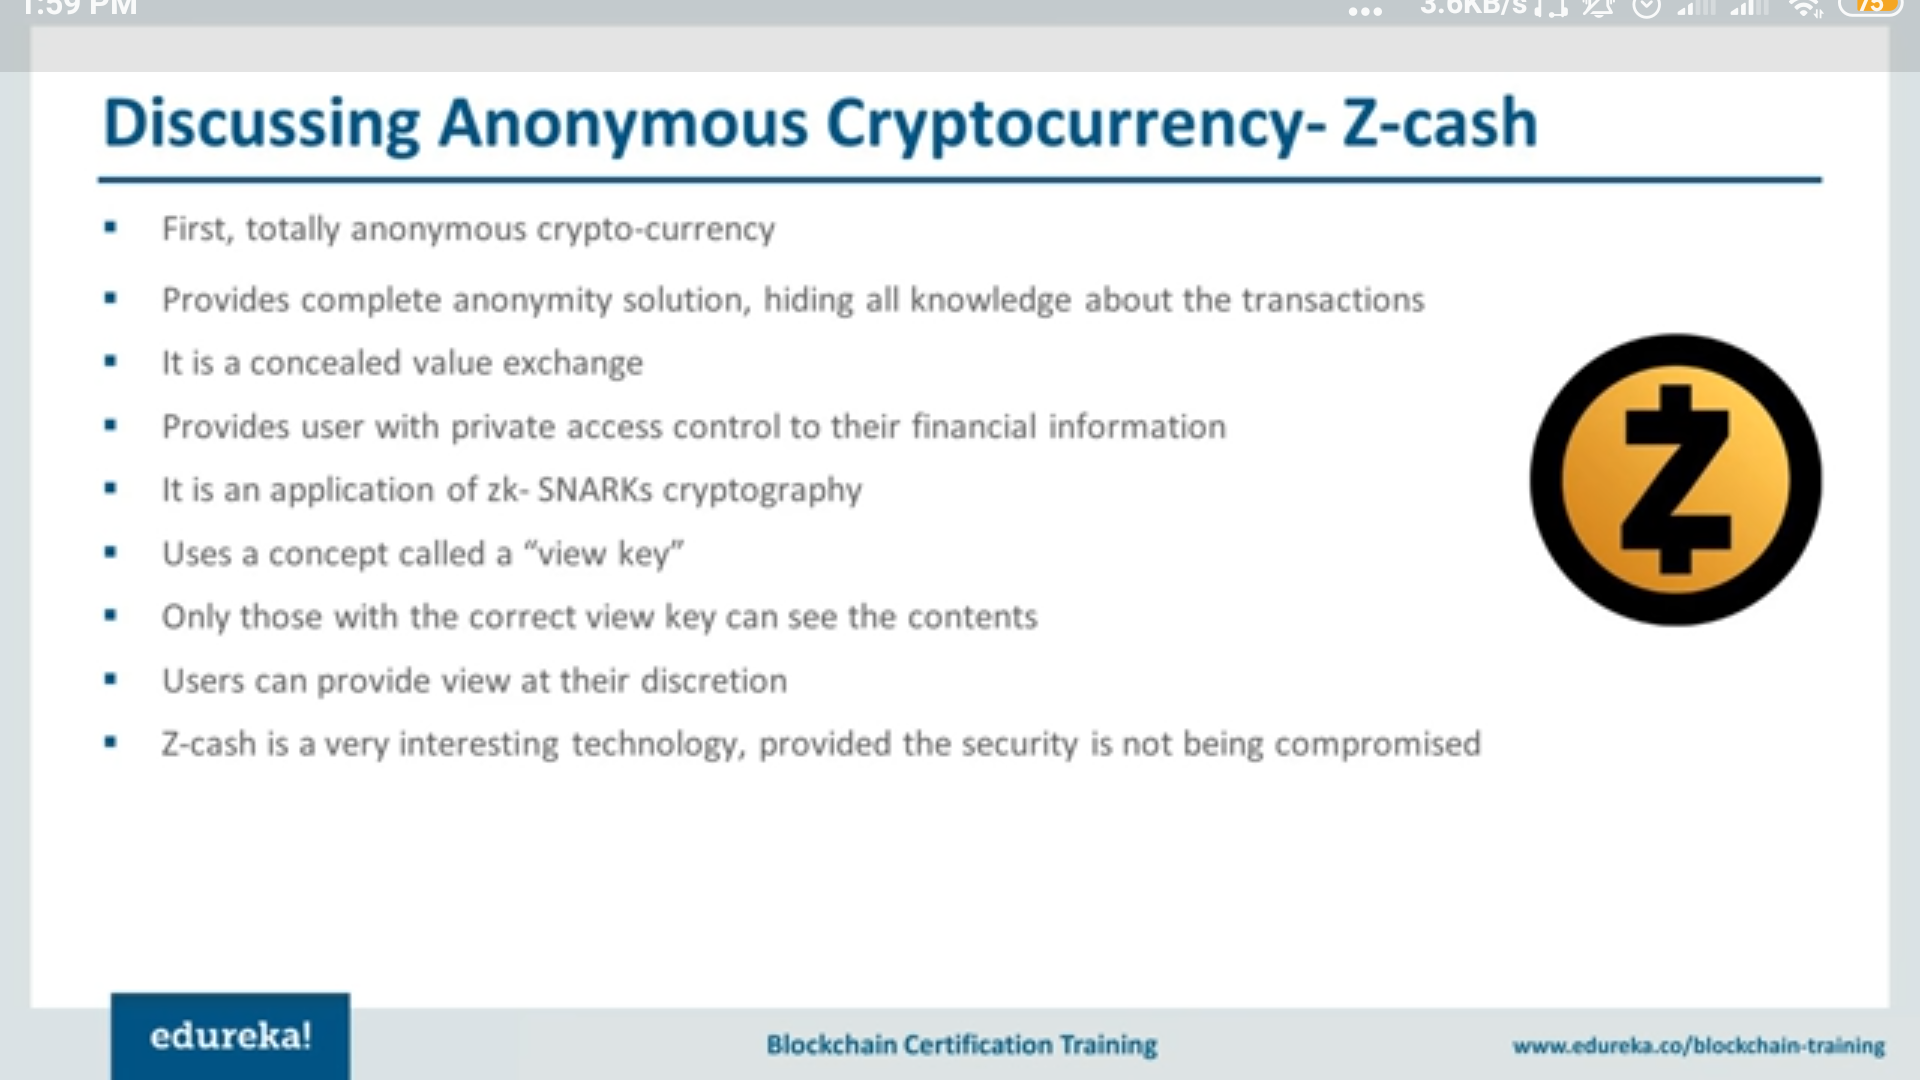 1:59 PM
... 3.6KB/s 75
Discussing Anonymous Cryptocurrency- Z-cash
▪ First, totally anonymous crypto-currency
▪ Provides complete anonymity solution, hiding all knowledge about the transactions
▪ It is a concealed value exchange
▪ Provides user with private access control to their financial information
▪ It is an application of zk- SNARKs cryptography
▪ Uses a concept called a “view key”
▪ Only those with the correct view key can see the contents
▪ Users can provide view at their discretion
▪ Z-cash is a very interesting technology, provided the security is not being compromised
edureka!
Blockchain Certification Training
www.edureka.co/blockchain-training